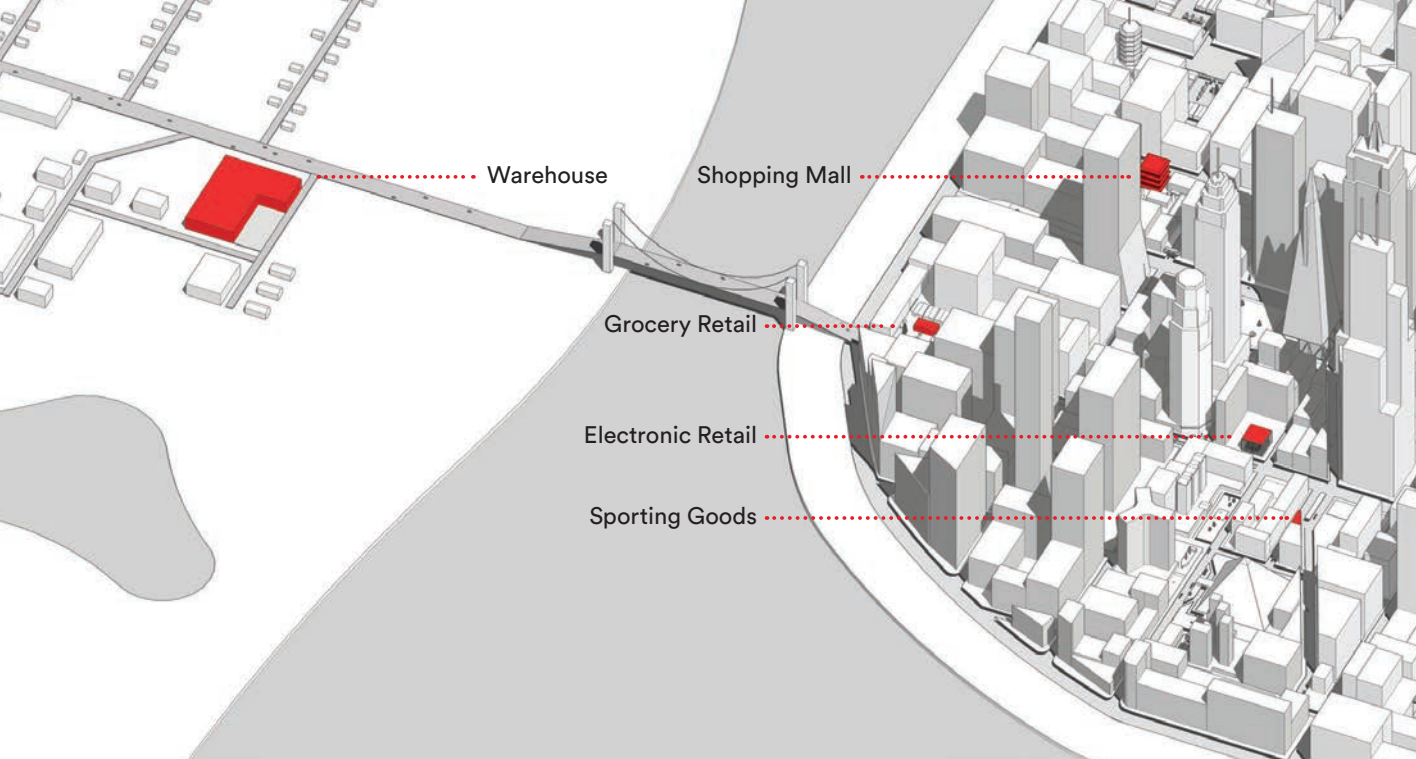 Warehouse
Shopping Mall
Grocery Retail
Electronic Retail
Sporting Goods